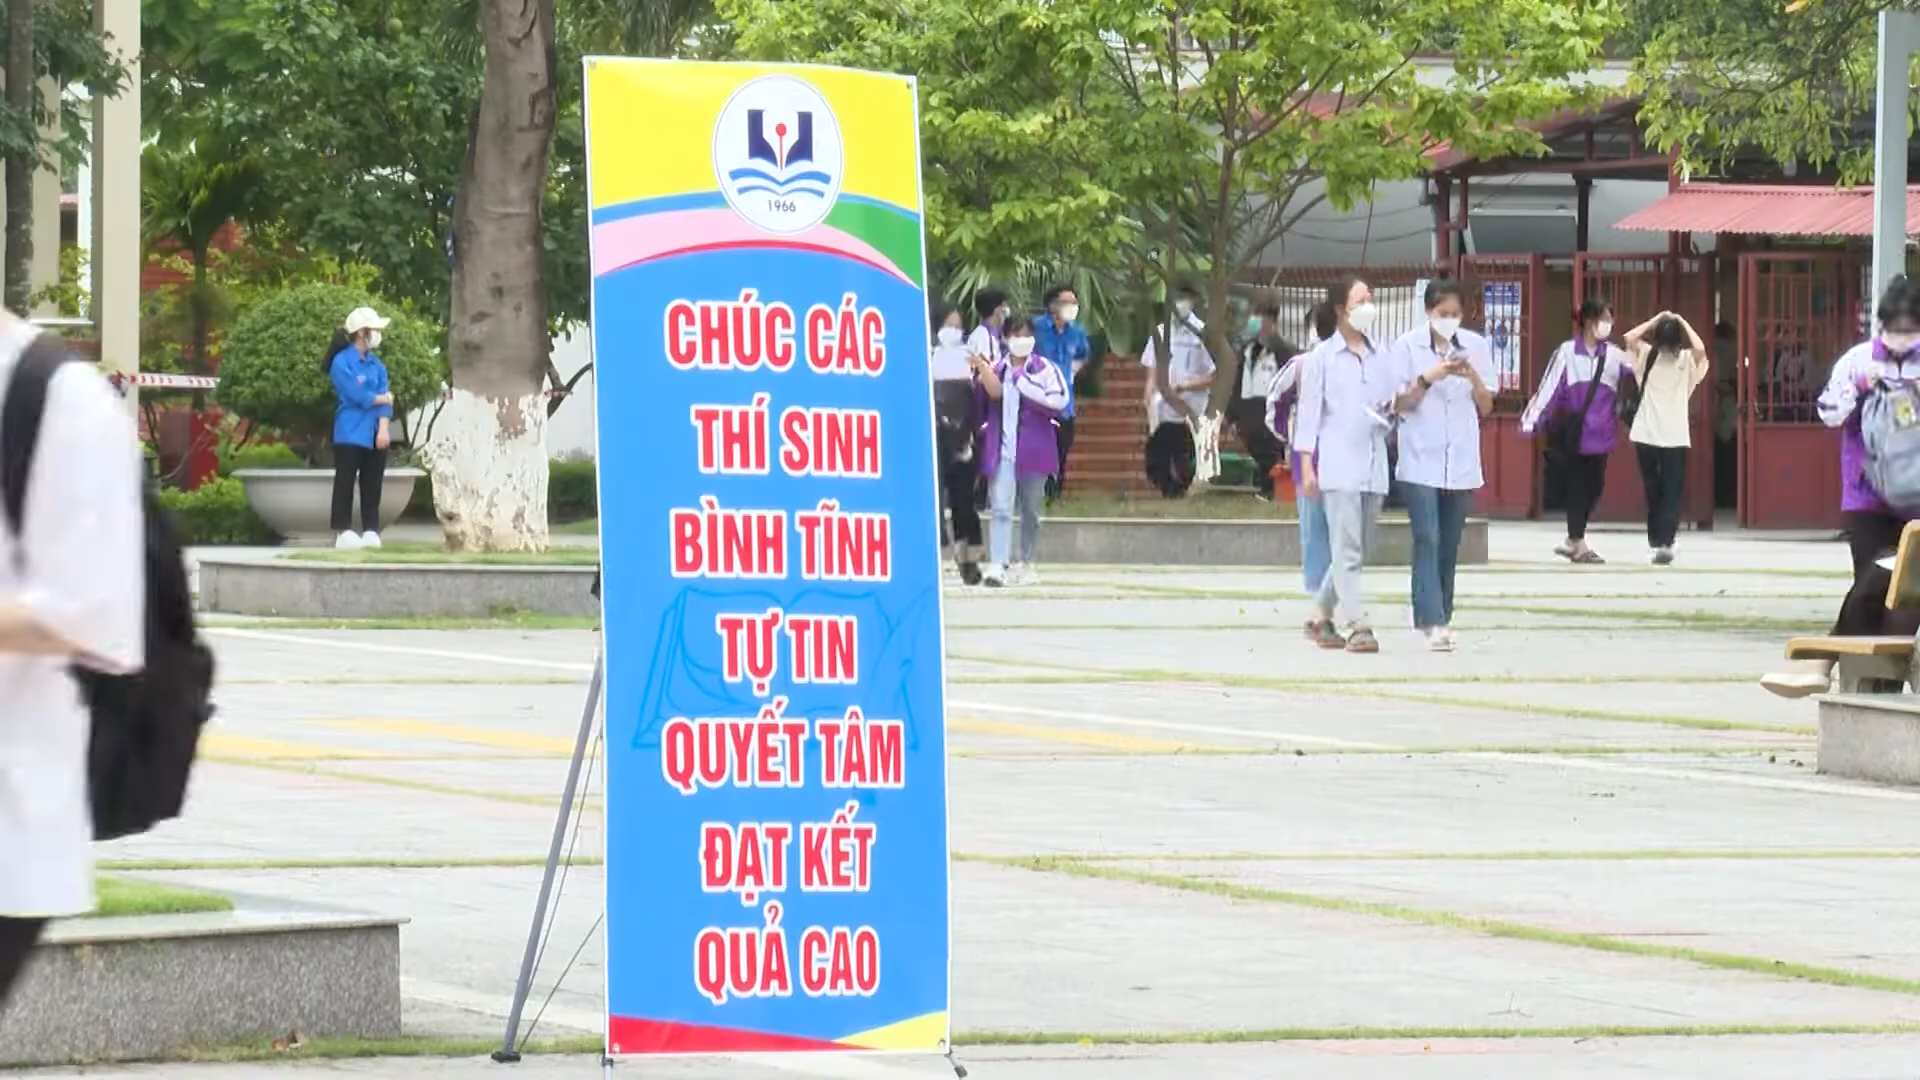 1966
CHÚC CÁC
THÍ SINH
BÌNH TĨNH
TỰ TIN
QUYẾT TÂM
ĐẠT KẾT
QUẢ CAO